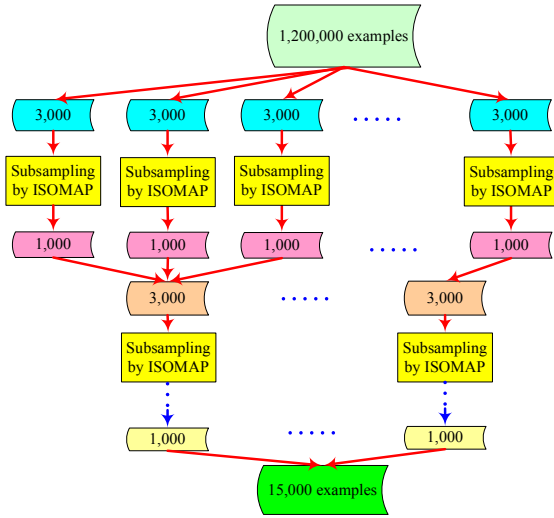 1,200,000 examples
3,000 3,000 3,000 ..... 3,000
Subsampling by ISOMAP
Subsampling by ISOMAP
Subsampling by ISOMAP
Subsampling by ISOMAP
1,000 1,000 1,000 ..... 1,000
3,000 ..... 3,000
Subsampling by ISOMAP
Subsampling by ISOMAP
1,000 ..... 1,000
15,000 examples